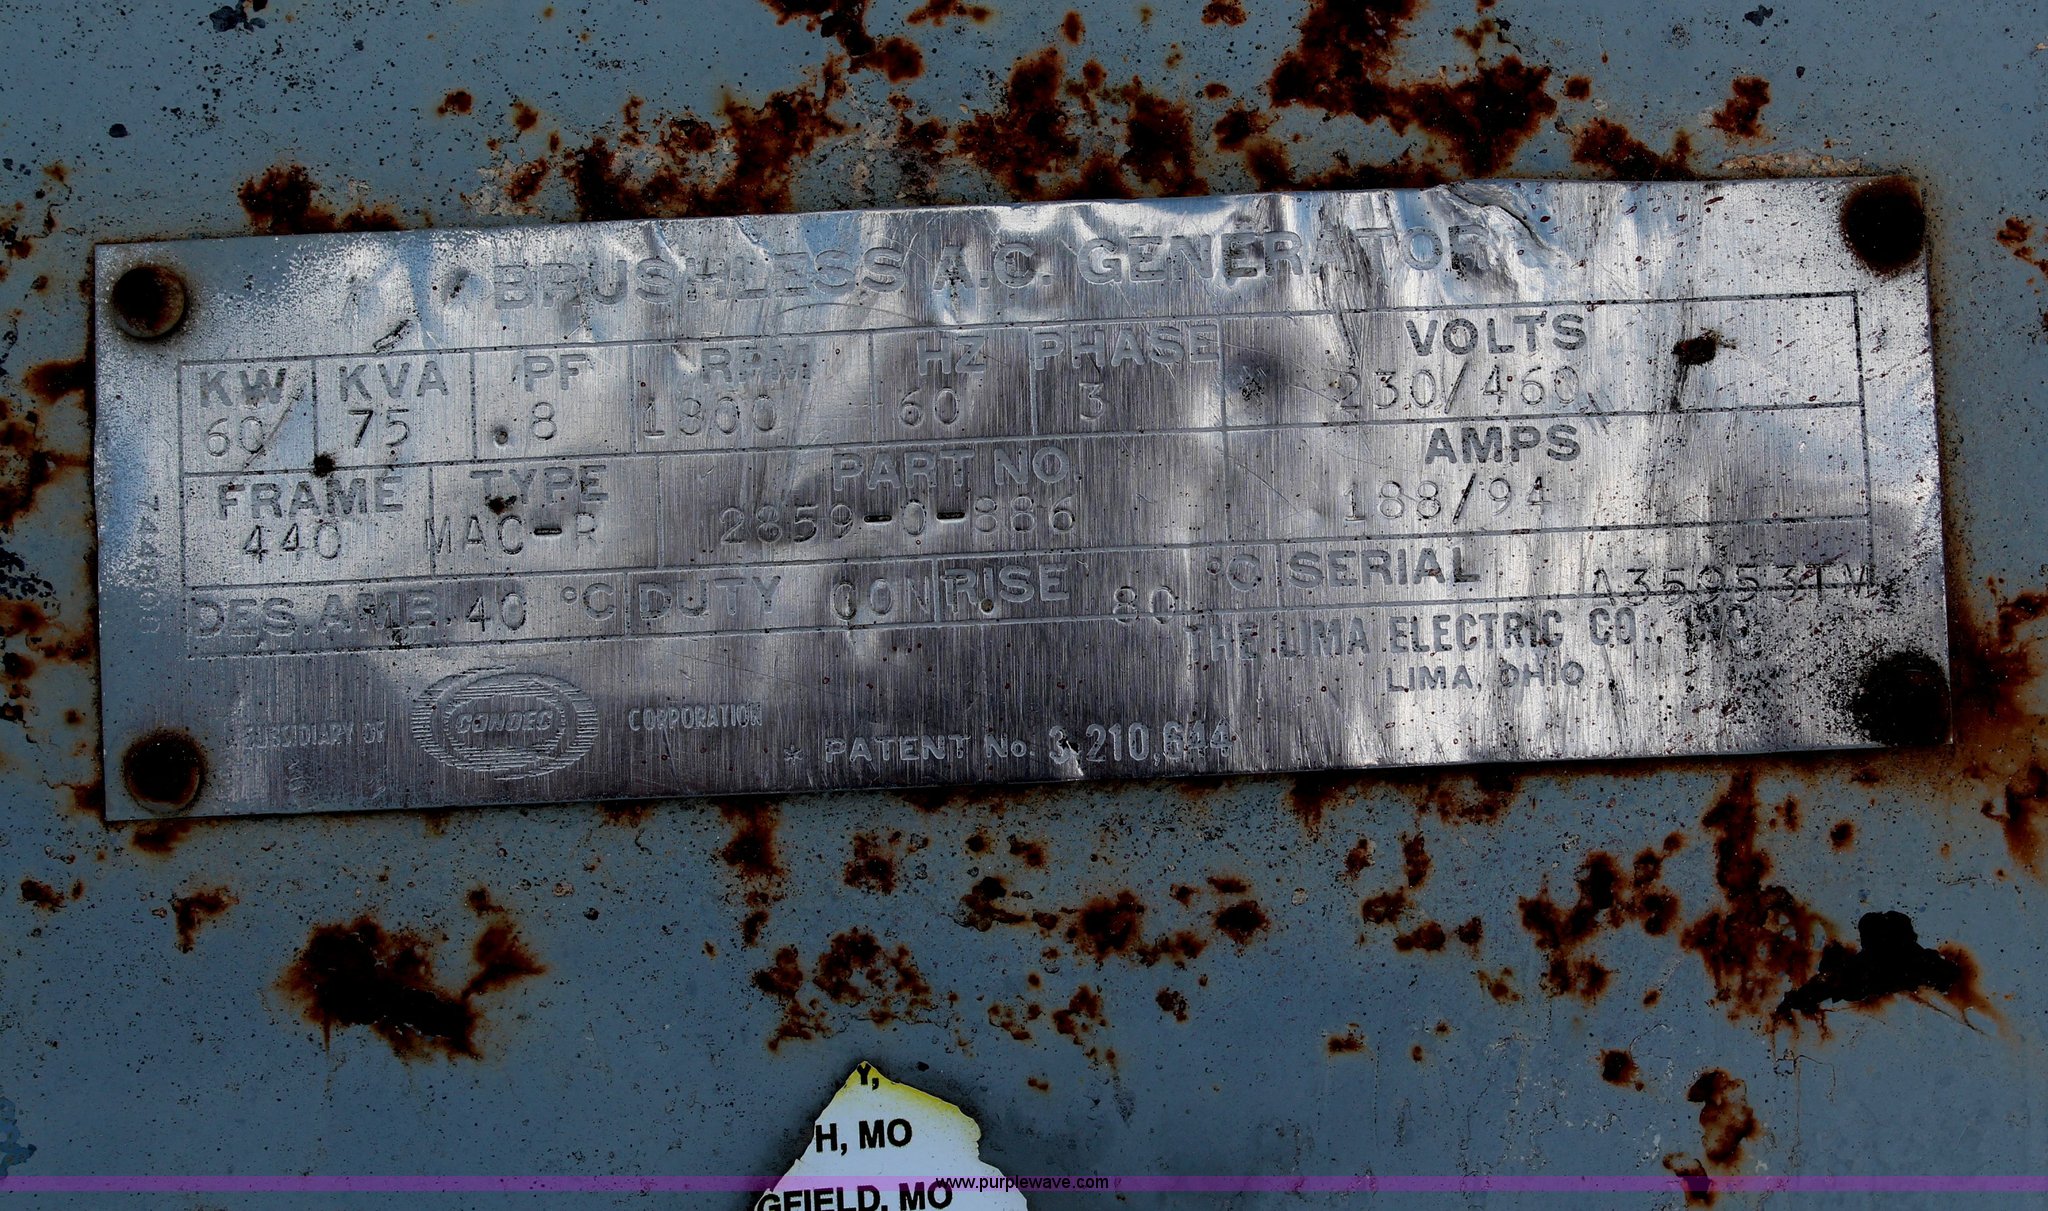 BRUSHLESS A.C. GENERATOR
KW KVA PF RPM HZ PHASE VOLTS
60 75 .8 1800 60 3 230/460
FRAME TYPE PART NO. AMPS
440 MAC-R 2859-0-886 188/94
DES. AMB. 40 °C DUTY CON RISE 80 °C SERIAL A35953TM
THE LIMA ELECTRIC CO., INC
LIMA, OHIO
A SUBSIDIARY OF CONDEC CORPORATION
* PATENT No. 3,210,644
Y,
H, MO
GFIELD, MO
www.purplewave.com